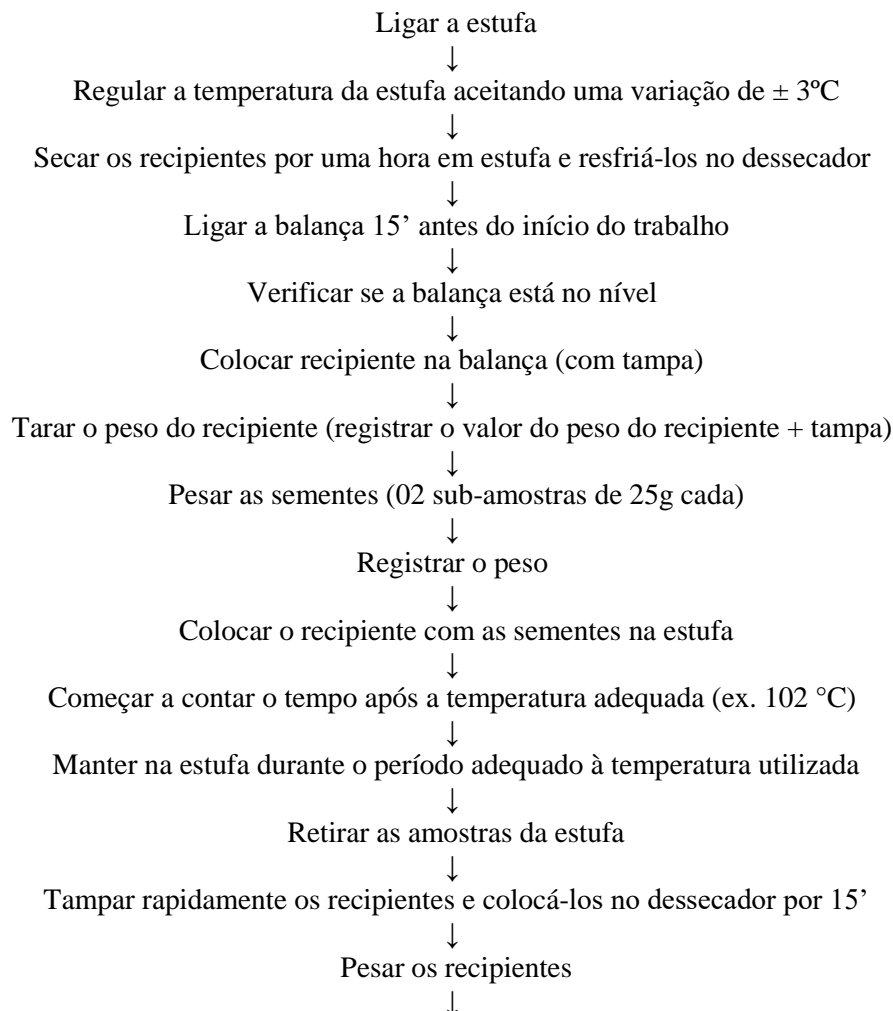 Ligar a estufa
↓
Regular a temperatura da estufa aceitando uma variação de ± 3ºC
↓
Secar os recipientes por uma hora em estufa e resfriá-los no dessecador
↓
Ligar a balança 15’ antes do início do trabalho
↓
Verificar se a balança está no nível
↓
Colocar recipiente na balança (com tampa)
↓
Tarar o peso do recipiente (registrar o valor do peso do recipiente + tampa)
↓
Pesar as sementes (02 sub-amostras de 25g cada)
↓
Registrar o peso
↓
Colocar o recipiente com as sementes na estufa
↓
Começar a contar o tempo após a temperatura adequada (ex. 102 °C)
↓
Manter na estufa durante o período adequado à temperatura utilizada
↓
Retirar as amostras da estufa
↓
Tampar rapidamente os recipientes e colocá-los no dessecador por 15’
↓
Pesar os recipientes
↓